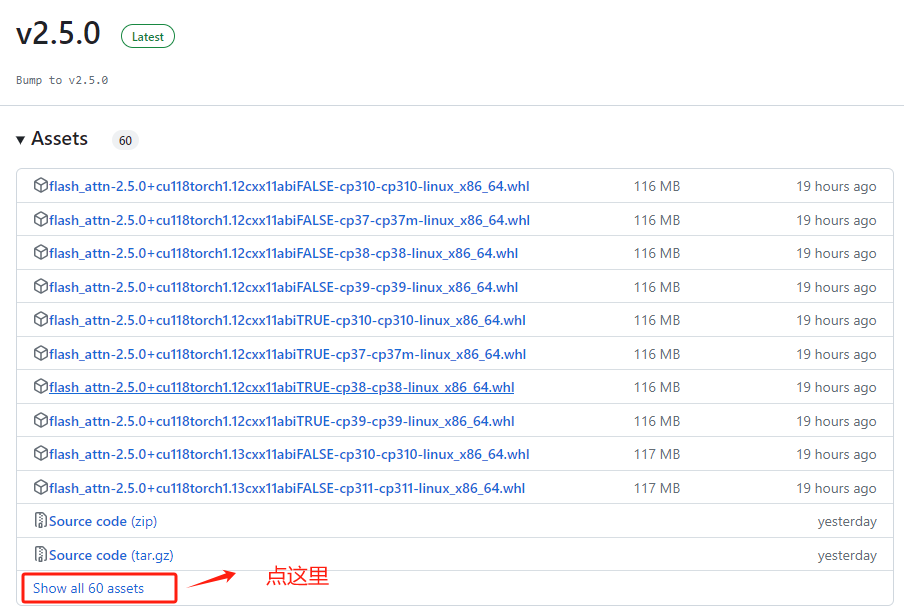 v2.5.0 Latest
Bump to v2.5.0
Assets 60
flash_attn-2.5.0+cu118torch1.12cxx11abiFALSE-cp310-cp310-linux_x86_64.whl 116 MB 19 hours ago
flash_attn-2.5.0+cu118torch1.12cxx11abiFALSE-cp37-cp37m-linux_x86_64.whl 116 MB 19 hours ago
flash_attn-2.5.0+cu118torch1.12cxx11abiFALSE-cp38-cp38-linux_x86_64.whl 116 MB 19 hours ago
flash_attn-2.5.0+cu118torch1.12cxx11abiFALSE-cp39-cp39-linux_x86_64.whl 116 MB 19 hours ago
flash_attn-2.5.0+cu118torch1.12cxx11abiTRUE-cp310-cp310-linux_x86_64.whl 116 MB 19 hours ago
flash_attn-2.5.0+cu118torch1.12cxx11abiTRUE-cp37-cp37m-linux_x86_64.whl 116 MB 19 hours ago
flash_attn-2.5.0+cu118torch1.12cxx11abiTRUE-cp38-cp38-linux_x86_64.whl 116 MB 19 hours ago
flash_attn-2.5.0+cu118torch1.12cxx11abiTRUE-cp39-cp39-linux_x86_64.whl 116 MB 19 hours ago
flash_attn-2.5.0+cu118torch1.13cxx11abiFALSE-cp310-cp310-linux_x86_64.whl 117 MB 19 hours ago
flash_attn-2.5.0+cu118torch1.13cxx11abiFALSE-cp311-cp311-linux_x86_64.whl 117 MB 19 hours ago
Source code (zip) yesterday
Source code (tar.gz) yesterday
Show all 60 assets 点这里